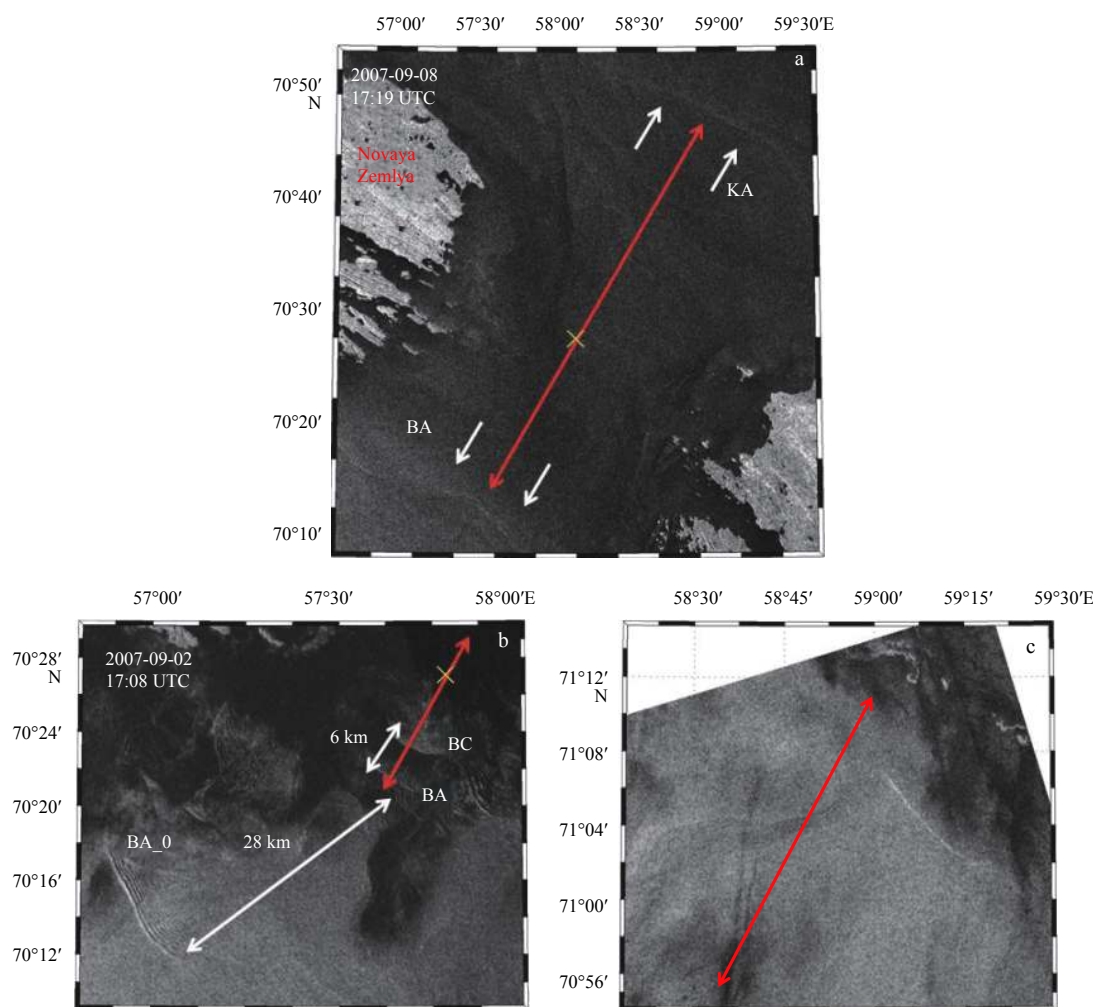 57°00′ 57°30′ 58°00′ 58°30′ 59°00′ 59°30′E
a
2007-09-08
17:19 UTC
70°50′
N
Novaya
Zemlya
70°40′
KA
70°30′
70°20′
BA
70°10′
57°00′ 57°30′ 58°00′E
b
2007-09-02
17:08 UTC
70°28′
N
70°24′
6 km
BC
70°20′
BA
BA_0
28 km
70°16′
70°12′
58°30′ 58°45′ 59°00′ 59°15′ 59°30′E
c
71°12′
N
71°08′
71°04′
71°00′
70°56′